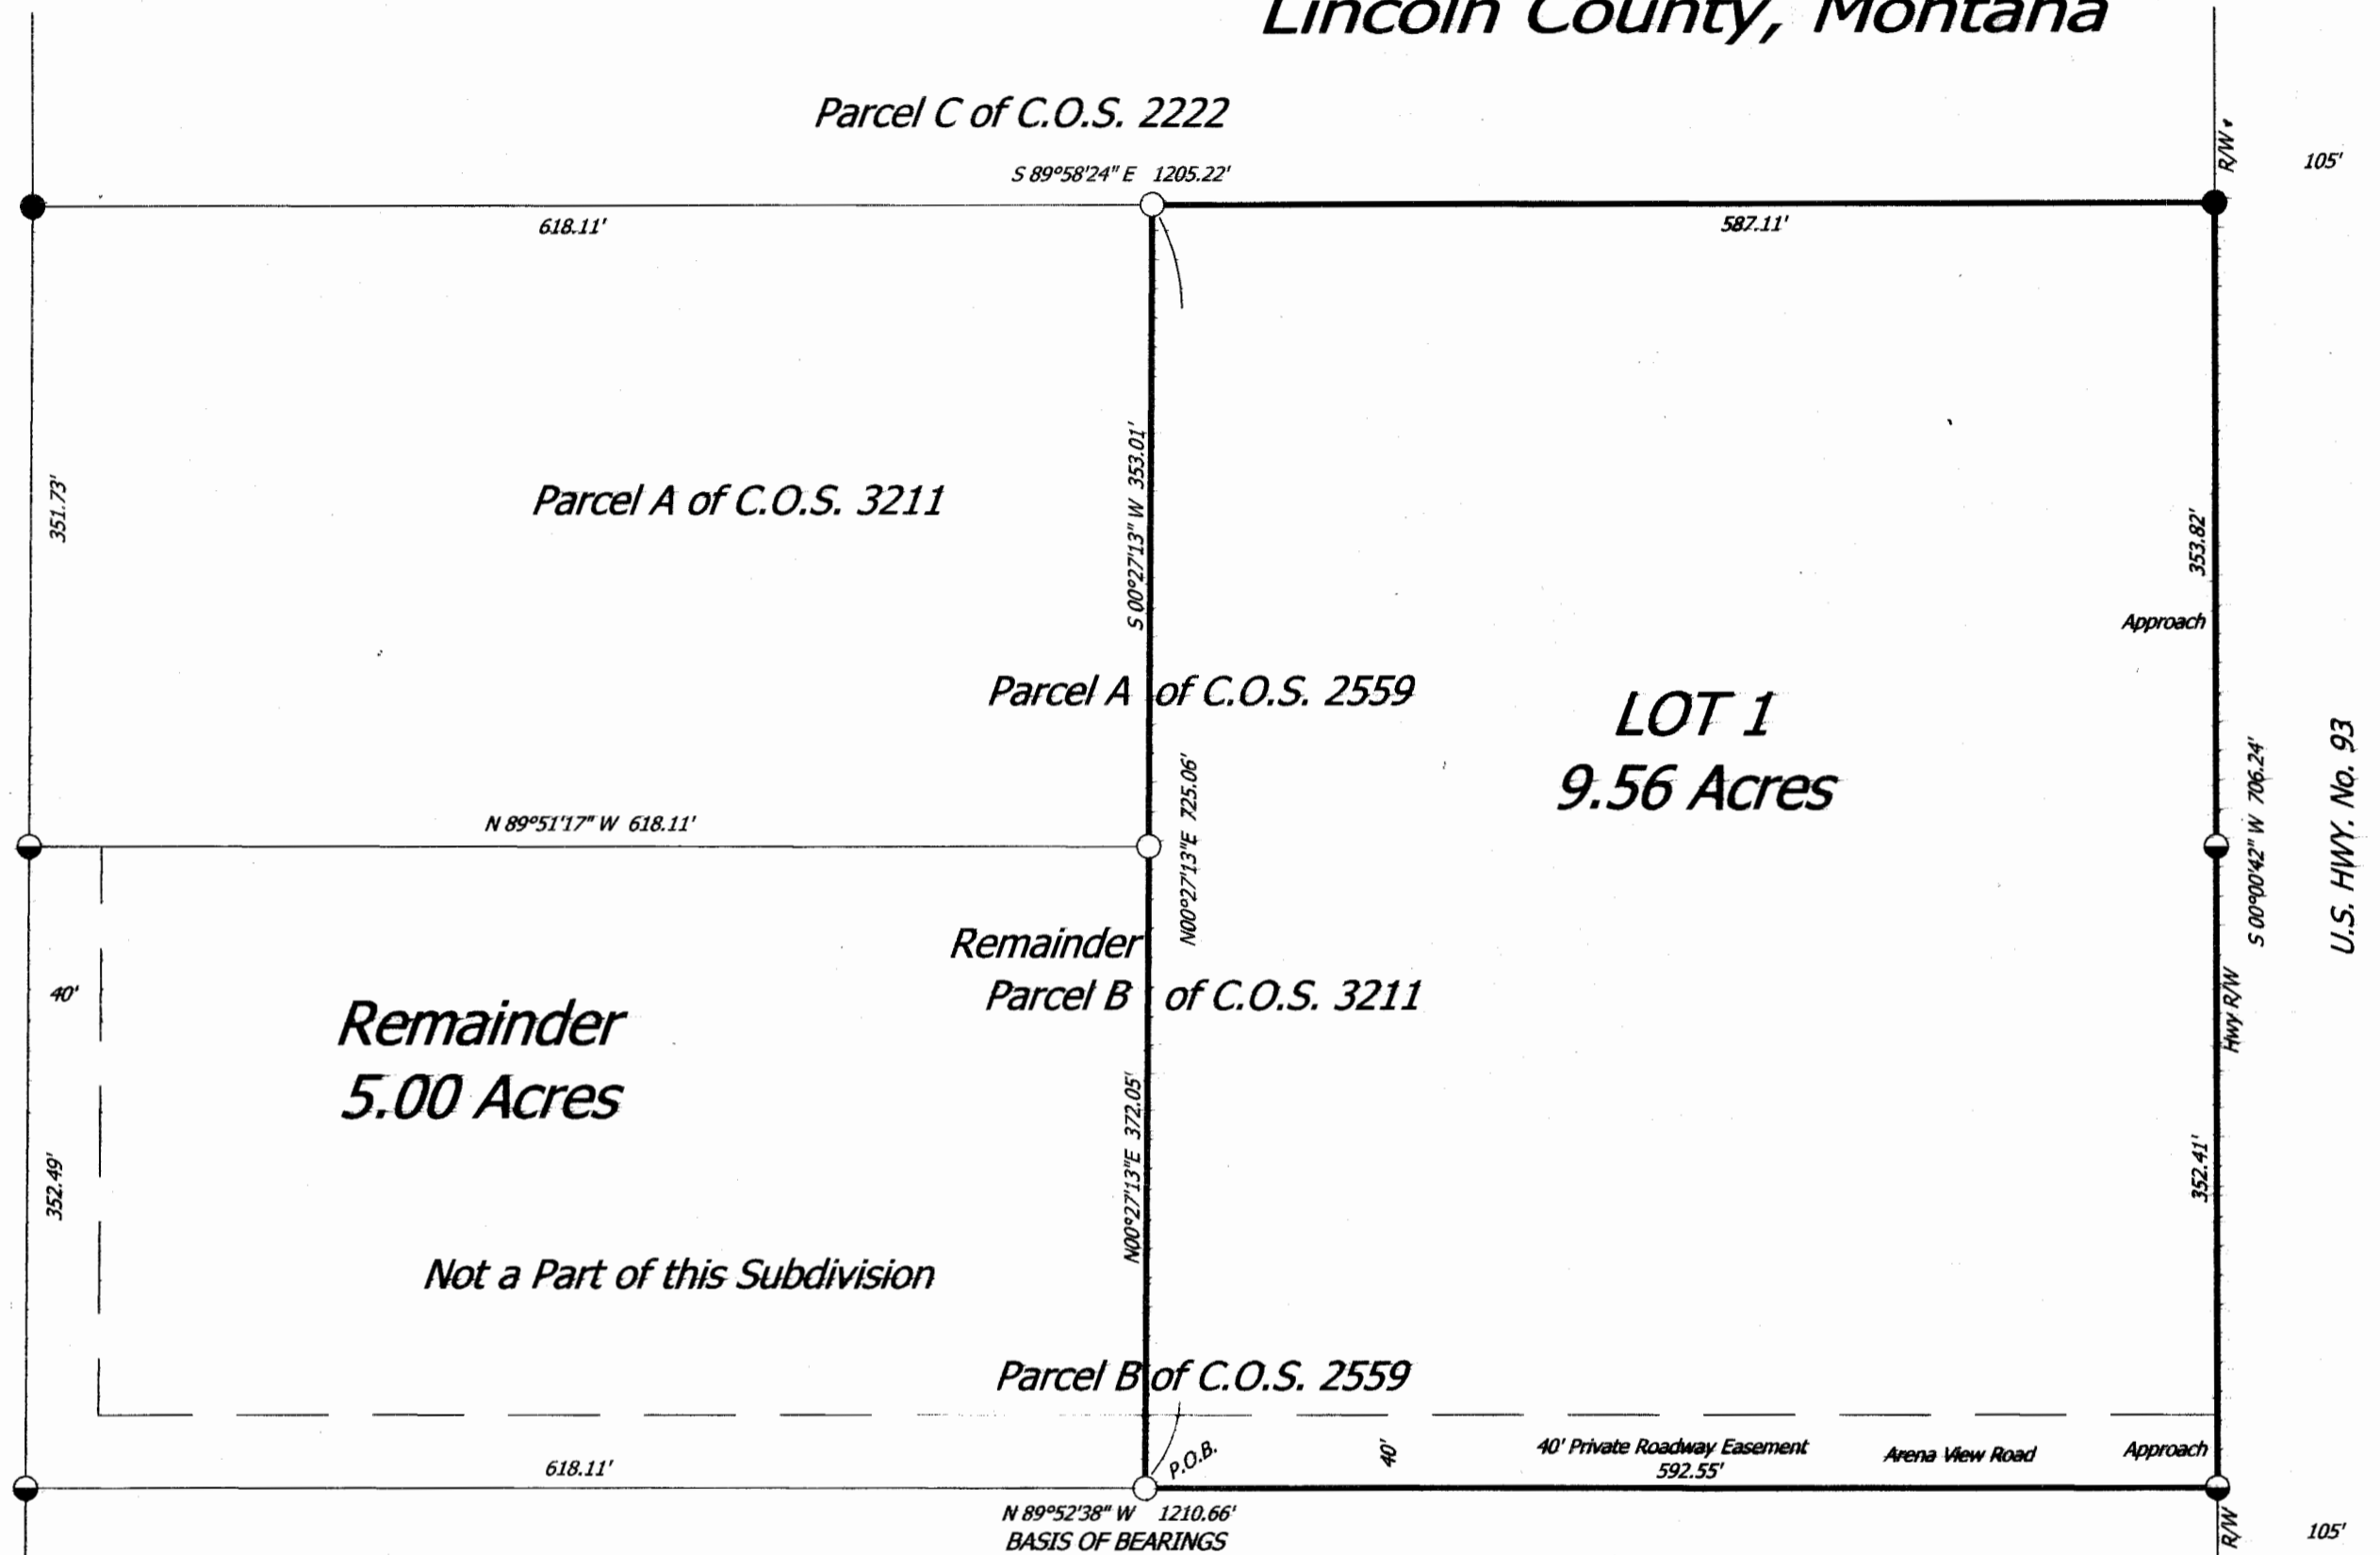 Lincoln County, Montana
Parcel C of C.O.S. 2222
R/W
105'
S 89°58'24" E 1205.22'
618.11'
587.11'
351.73'
Parcel A of C.O.S. 3211
S 00°27'13" W 353.01'
353.82'
Approach
Parcel A of C.O.S. 2559
LOT 1
9.56 Acres
N 89°51'17" W 618.11'
N00°27'13"E 725.06'
S 00°00'42" W 706.24'
U.S. HWY. No. 93
Remainder
Parcel B of C.O.S. 3211
40'
Remainder
5.00 Acres
Hwy R/W
N00°27'13"E 372.05'
352.49'
352.41'
Not a Part of this Subdivision
Parcel B of C.O.S. 2559
P.O.B.
40'
40' Private Roadway Easement
Arena View Road
Approach
618.11'
592.55'
N 89°52'38" W 1210.66'
BASIS OF BEARINGS
R/W
105'